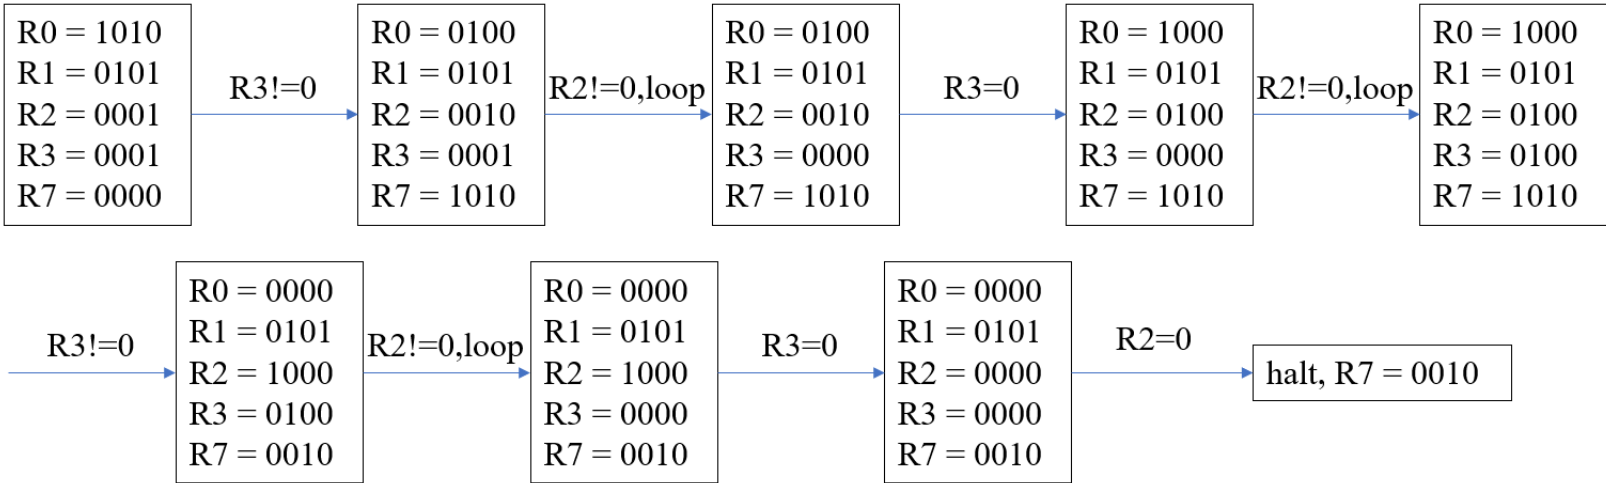 R0 = 1010
R1 = 0101
R2 = 0001
R3 = 0001
R7 = 0000
R3!=0
R0 = 0100
R1 = 0101
R2 = 0010
R3 = 0001
R7 = 1010
R2!=0,loop
R0 = 0100
R1 = 0101
R2 = 0010
R3 = 0000
R7 = 1010
R3=0
R0 = 1000
R1 = 0101
R2 = 0100
R3 = 0000
R7 = 1010
R2!=0,loop
R0 = 1000
R1 = 0101
R2 = 0100
R3 = 0100
R7 = 1010
R3!=0
R0 = 0000
R1 = 0101
R2 = 1000
R3 = 0100
R7 = 0010
R2!=0,loop
R0 = 0000
R1 = 0101
R2 = 1000
R3 = 0000
R7 = 0010
R3=0
R0 = 0000
R1 = 0101
R2 = 0000
R3 = 0000
R7 = 0010
R2=0
halt, R7 = 0010